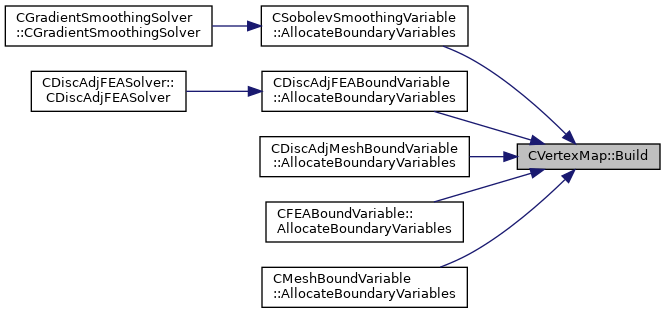 CGradientSmoothingSolver
::CGradientSmoothingSolver
CSobolevSmoothingVariable
::AllocateBoundaryVariables
CDiscAdjFEASolver::
CDiscAdjFEASolver
CDiscAdjFEABoundVariable
::AllocateBoundaryVariables
CDiscAdjMeshBoundVariable
::AllocateBoundaryVariables
CVertexMap::Build
CFEABoundVariable::
AllocateBoundaryVariables
CMeshBoundVariable
::AllocateBoundaryVariables